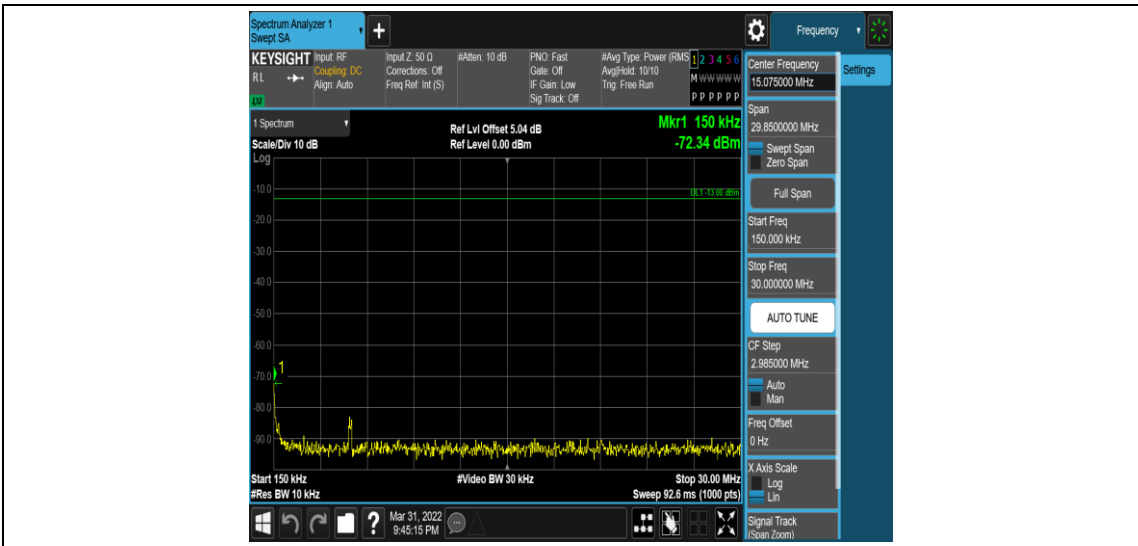 Spectrum Analyzer 1
Swept SA
Frequency
KEYSIGHT
RL
Input: RF
Coupling: DC
Align: Auto
Input Z: 50 Ω
Corrections: Off
Freq Ref: Int (S)
#Atten: 10 dB
PNO: Fast
Gate: Off
IF Gain: Low
Sig Track: Off
#Avg Type: Power (RMS
Avg|Hold: 10/10
Trig: Free Run
1 2 3 4 5 6
M W W W W W
P P P P P P
1 Spectrum
Scale/Div 10 dB
Ref Lvl Offset 5.04 dB
Ref Level 0.00 dBm
Mkr1 150 kHz
-72.34 dBm
Log
DL1 -13.00 dBm
-10.0
-20.0
-30.0
-40.0
-50.0
-60.0
1
-70.0
-80.0
-90.0
Start 150 kHz
#Res BW 10 kHz
#Video BW 30 kHz
Stop 30.00 MHz
Sweep 92.6 ms (1000 pts)
Mar 31, 2022
9:45:15 PM
Center Frequency
15.075000 MHz
Settings
Span
29.8500000 MHz
Swept Span
Zero Span
Full Span
Start Freq
150.000 kHz
Stop Freq
30.000000 MHz
AUTO TUNE
CF Step
2.985000 MHz
Auto
Man
Freq Offset
0 Hz
X Axis Scale
Log
Lin
Signal Track
(Span Zoom)